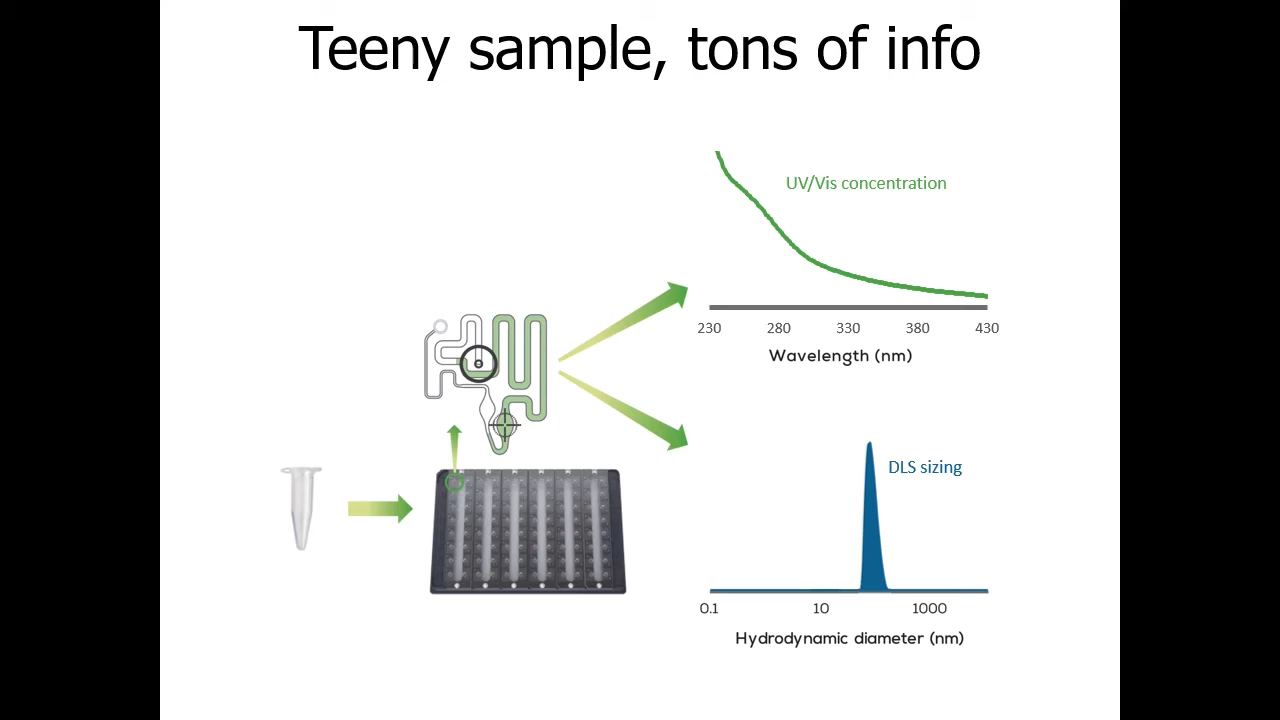 Teeny sample, tons of info
UV/Vis concentration
230 280 330 380 430
Wavelength (nm)
DLS sizing
0.1 10 1000
Hydrodynamic diameter (nm)